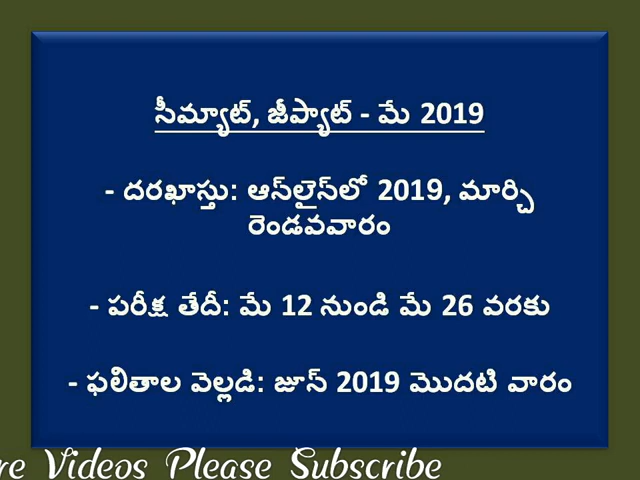 సీమ్యాట్, జీప్యాట్ - మే 2019
- దరఖాస్తు: ఆన్‌లైన్‌లో 2019, మార్చి
రెండవవారం
- పరీక్ష తేదీ: మే 12 నుండి మే 26 వరకు
- ఫలితాల వెల్లడి: జూన్ 2019 మొదటి వారం
re Videos Please Subscribe